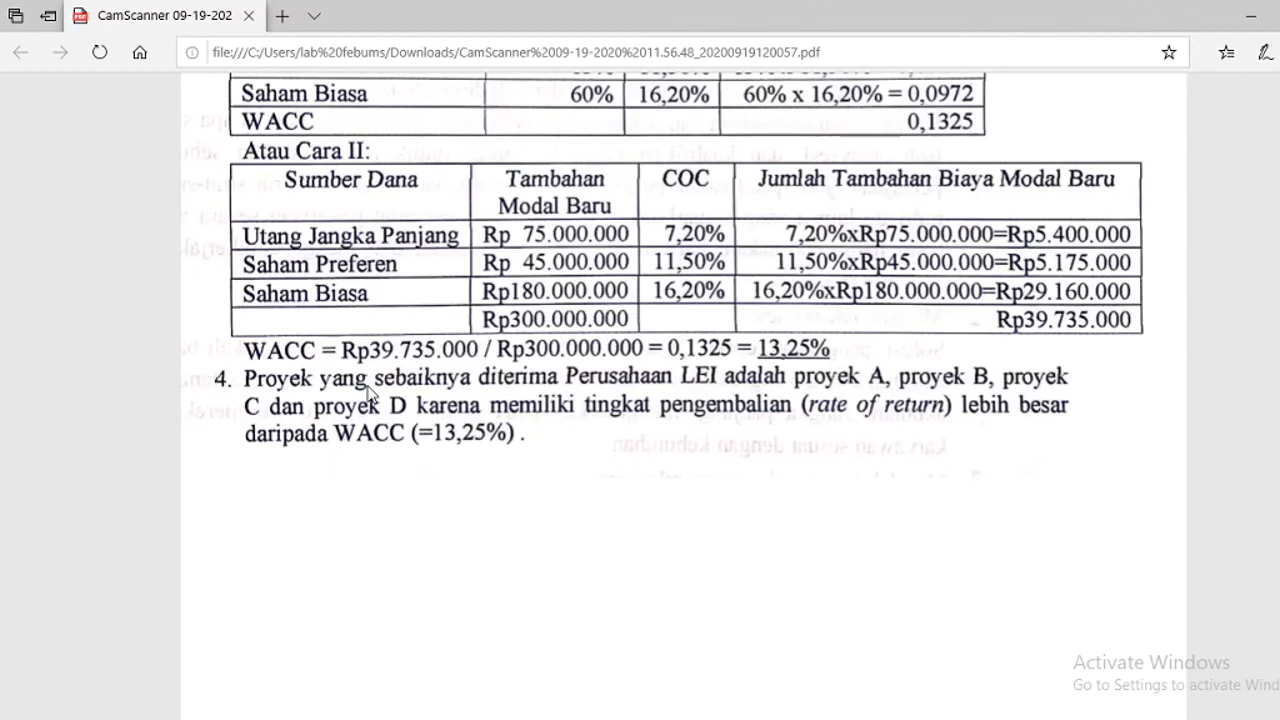 CamScanner 09-19-202
file:///C:/Users/lab%20febums/Downloads/CamScanner%2009-19-2020%2011.56.48_20200919120057.pdf
Saham Biasa 60% 16,20% 60% x 16,20% = 0,0972
WACC 0,1325
Atau Cara II:
Sumber Dana Tambahan Modal Baru COC Jumlah Tambahan Biaya Modal Baru
Utang Jangka Panjang Rp 75.000.000 7,20% 7,20%xRp75.000.000=Rp5.400.000
Saham Preferen Rp 45.000.000 11,50% 11,50%xRp45.000.000=Rp5.175.000
Saham Biasa Rp180.000.000 16,20% 16,20%xRp180.000.000=Rp29.160.000
Rp300.000.000 Rp39.735.000
WACC = Rp39.735.000 / Rp300.000.000 = 0,1325 = 13,25%
4. Proyek yang sebaiknya diterima Perusahaan LEI adalah proyek A, proyek B, proyek
C dan proyek D karena memiliki tingkat pengembalian (rate of return) lebih besar
daripada WACC (=13,25%) .
Activate Windows
Go to Settings to activate Wind